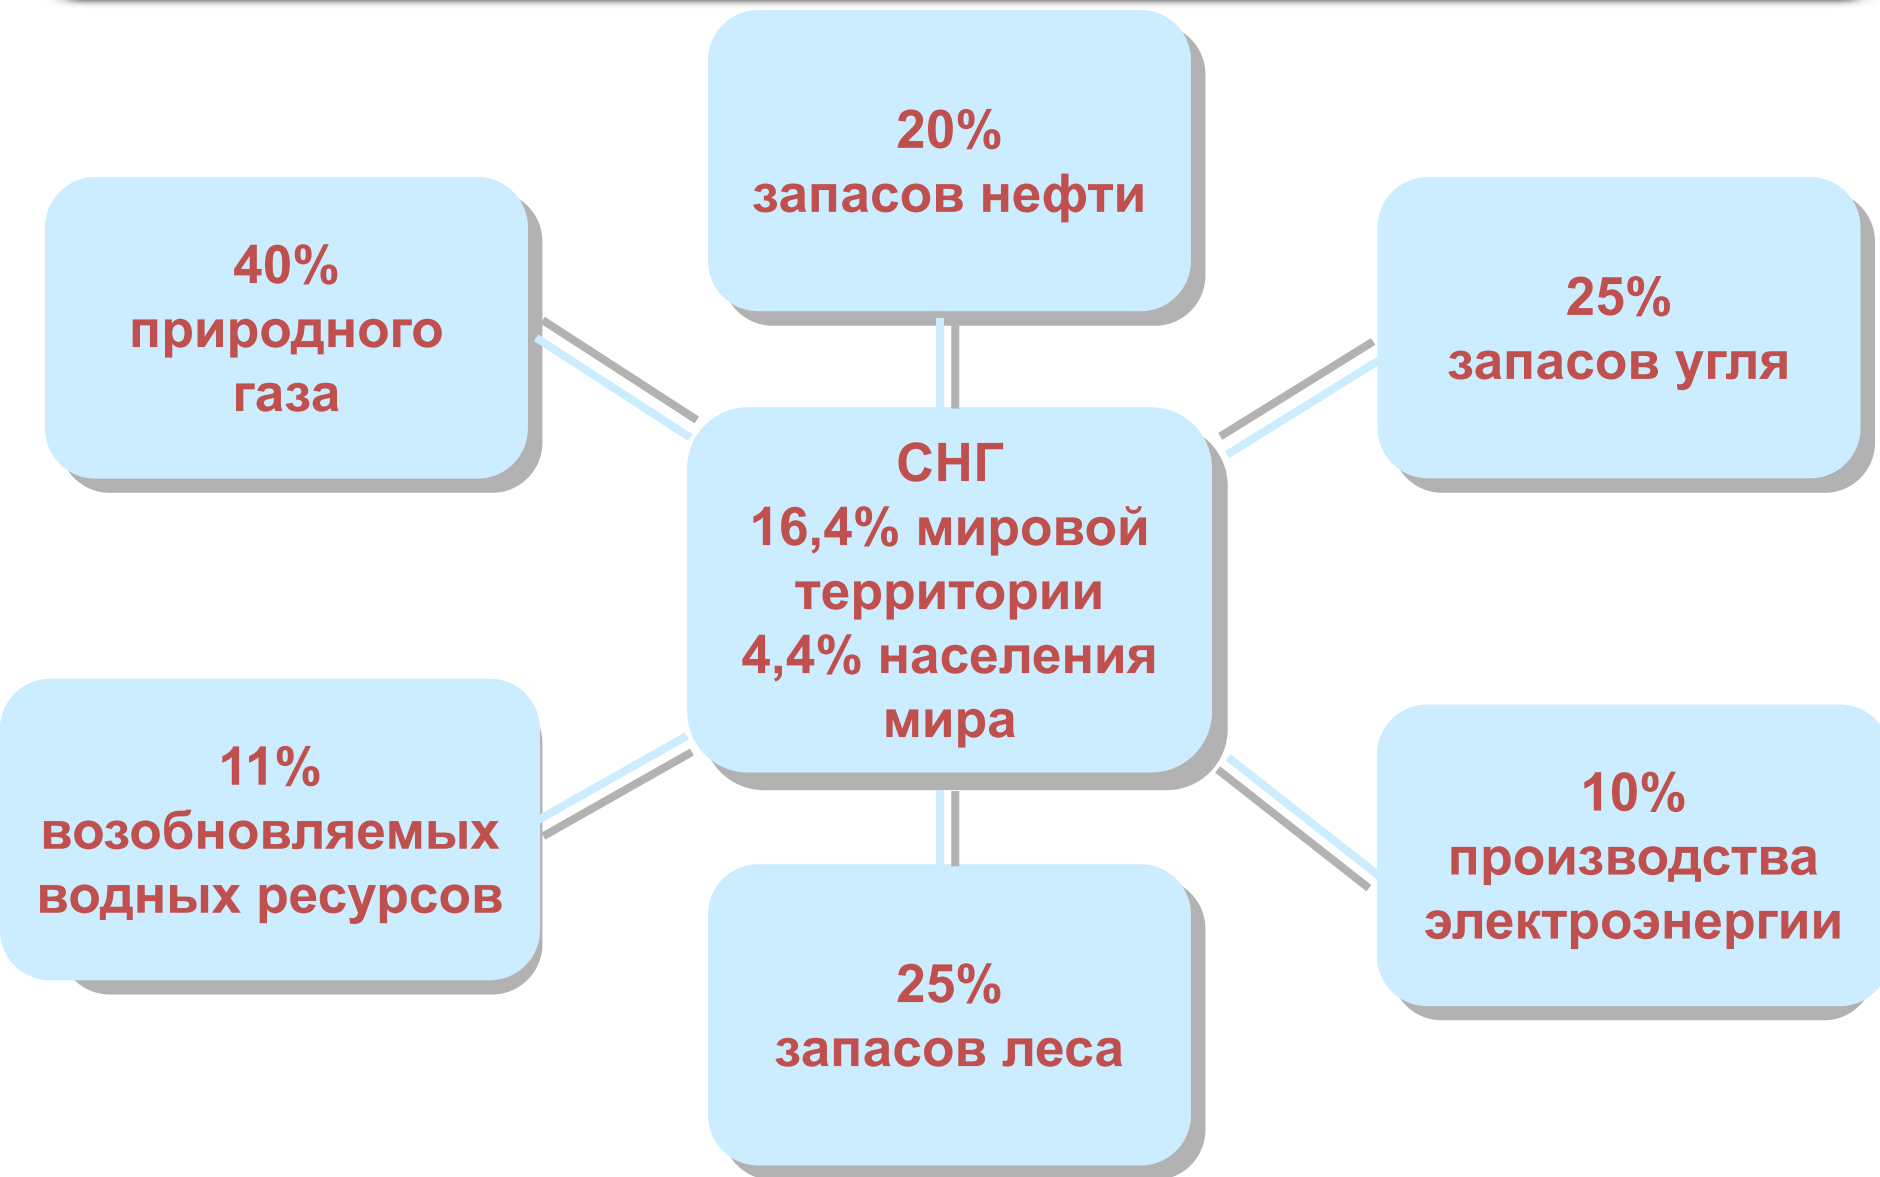 20%
запасов нефти
40%
природного
газа
25%
запасов угля
СНГ
16,4% мировой
территории
4,4% населения
мира
11%
возобновляемых
водных ресурсов
10%
производства
электроэнергии
25%
запасов леса